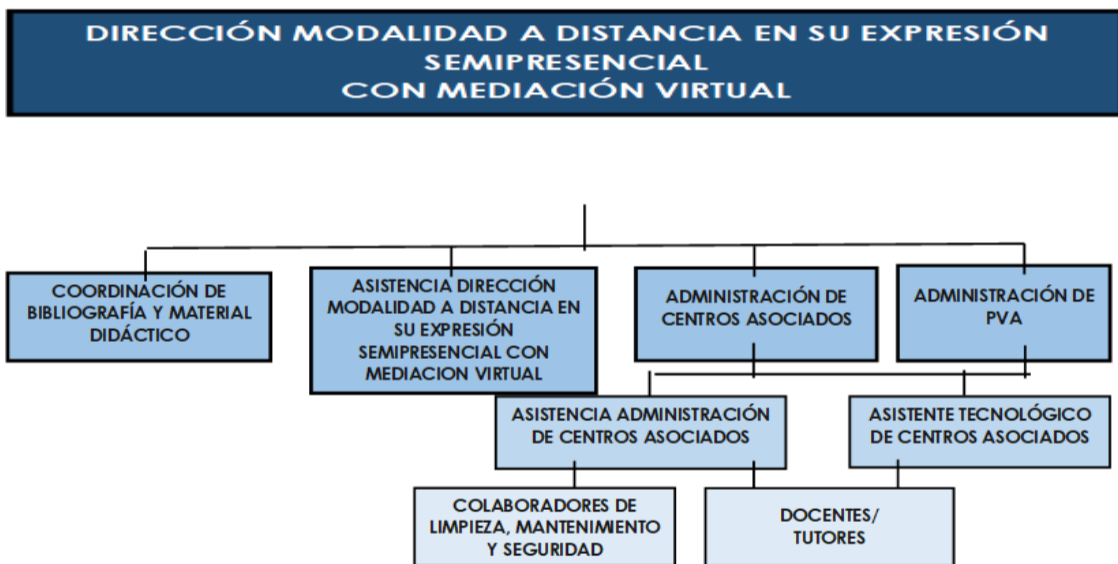 DIRECCIÓN MODALIDAD A DISTANCIA EN SU EXPRESIÓN
SEMIPRESENCIAL
CON MEDIACIÓN VIRTUAL
COORDINACIÓN DE
BIBLIOGRAFÍA Y MATERIAL
DIDÁCTICO
ASISTENCIA DIRECCIÓN
MODALIDAD A DISTANCIA EN
SU EXPRESIÓN
SEMIPRESENCIAL CON
MEDIACION VIRTUAL
ADMINISTRACIÓN DE
CENTROS ASOCIADOS
ADMINISTRACIÓN DE
PVA
ASISTENCIA ADMINISTRACIÓN
DE CENTROS ASOCIADOS
ASISTENTE TECNOLÓGICO
DE CENTROS ASOCIADOS
COLABORADORES DE
LIMPIEZA, MANTENIMIENTO
Y SEGURIDAD
DOCENTES/
TUTORES